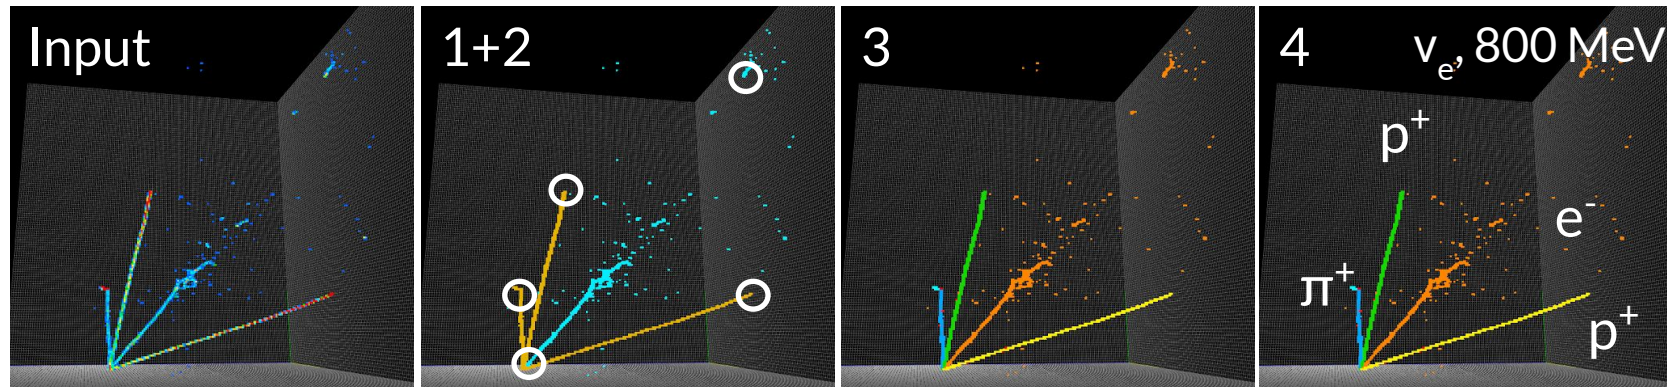 Input
1+2
3
4
νe, 800 MeV
p+
e-
π+
p+